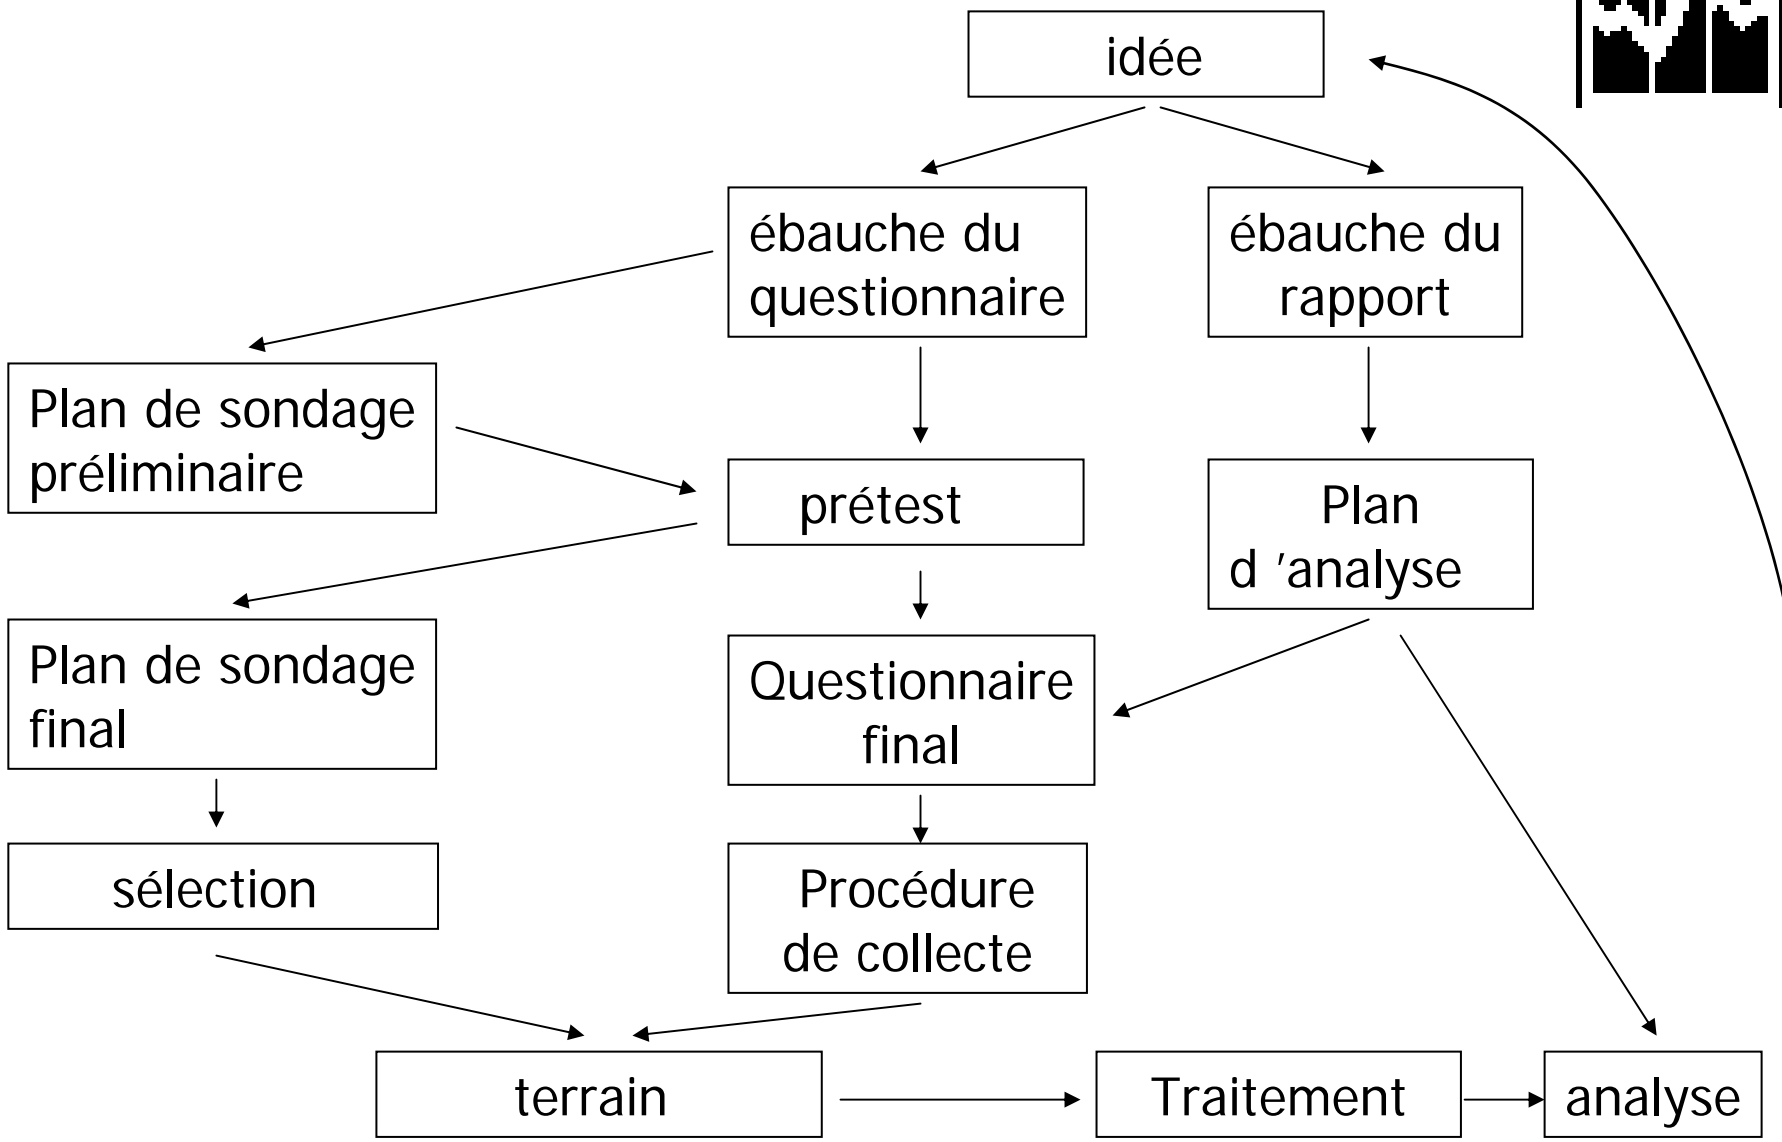 idée
ébauche du
questionnaire
ébauche du
rapport
Plan de sondage
préliminaire
prétest
Plan
d ’analyse
Plan de sondage
final
Questionnaire
final
sélection
Procédure
de collecte
terrain
Traitement
analyse